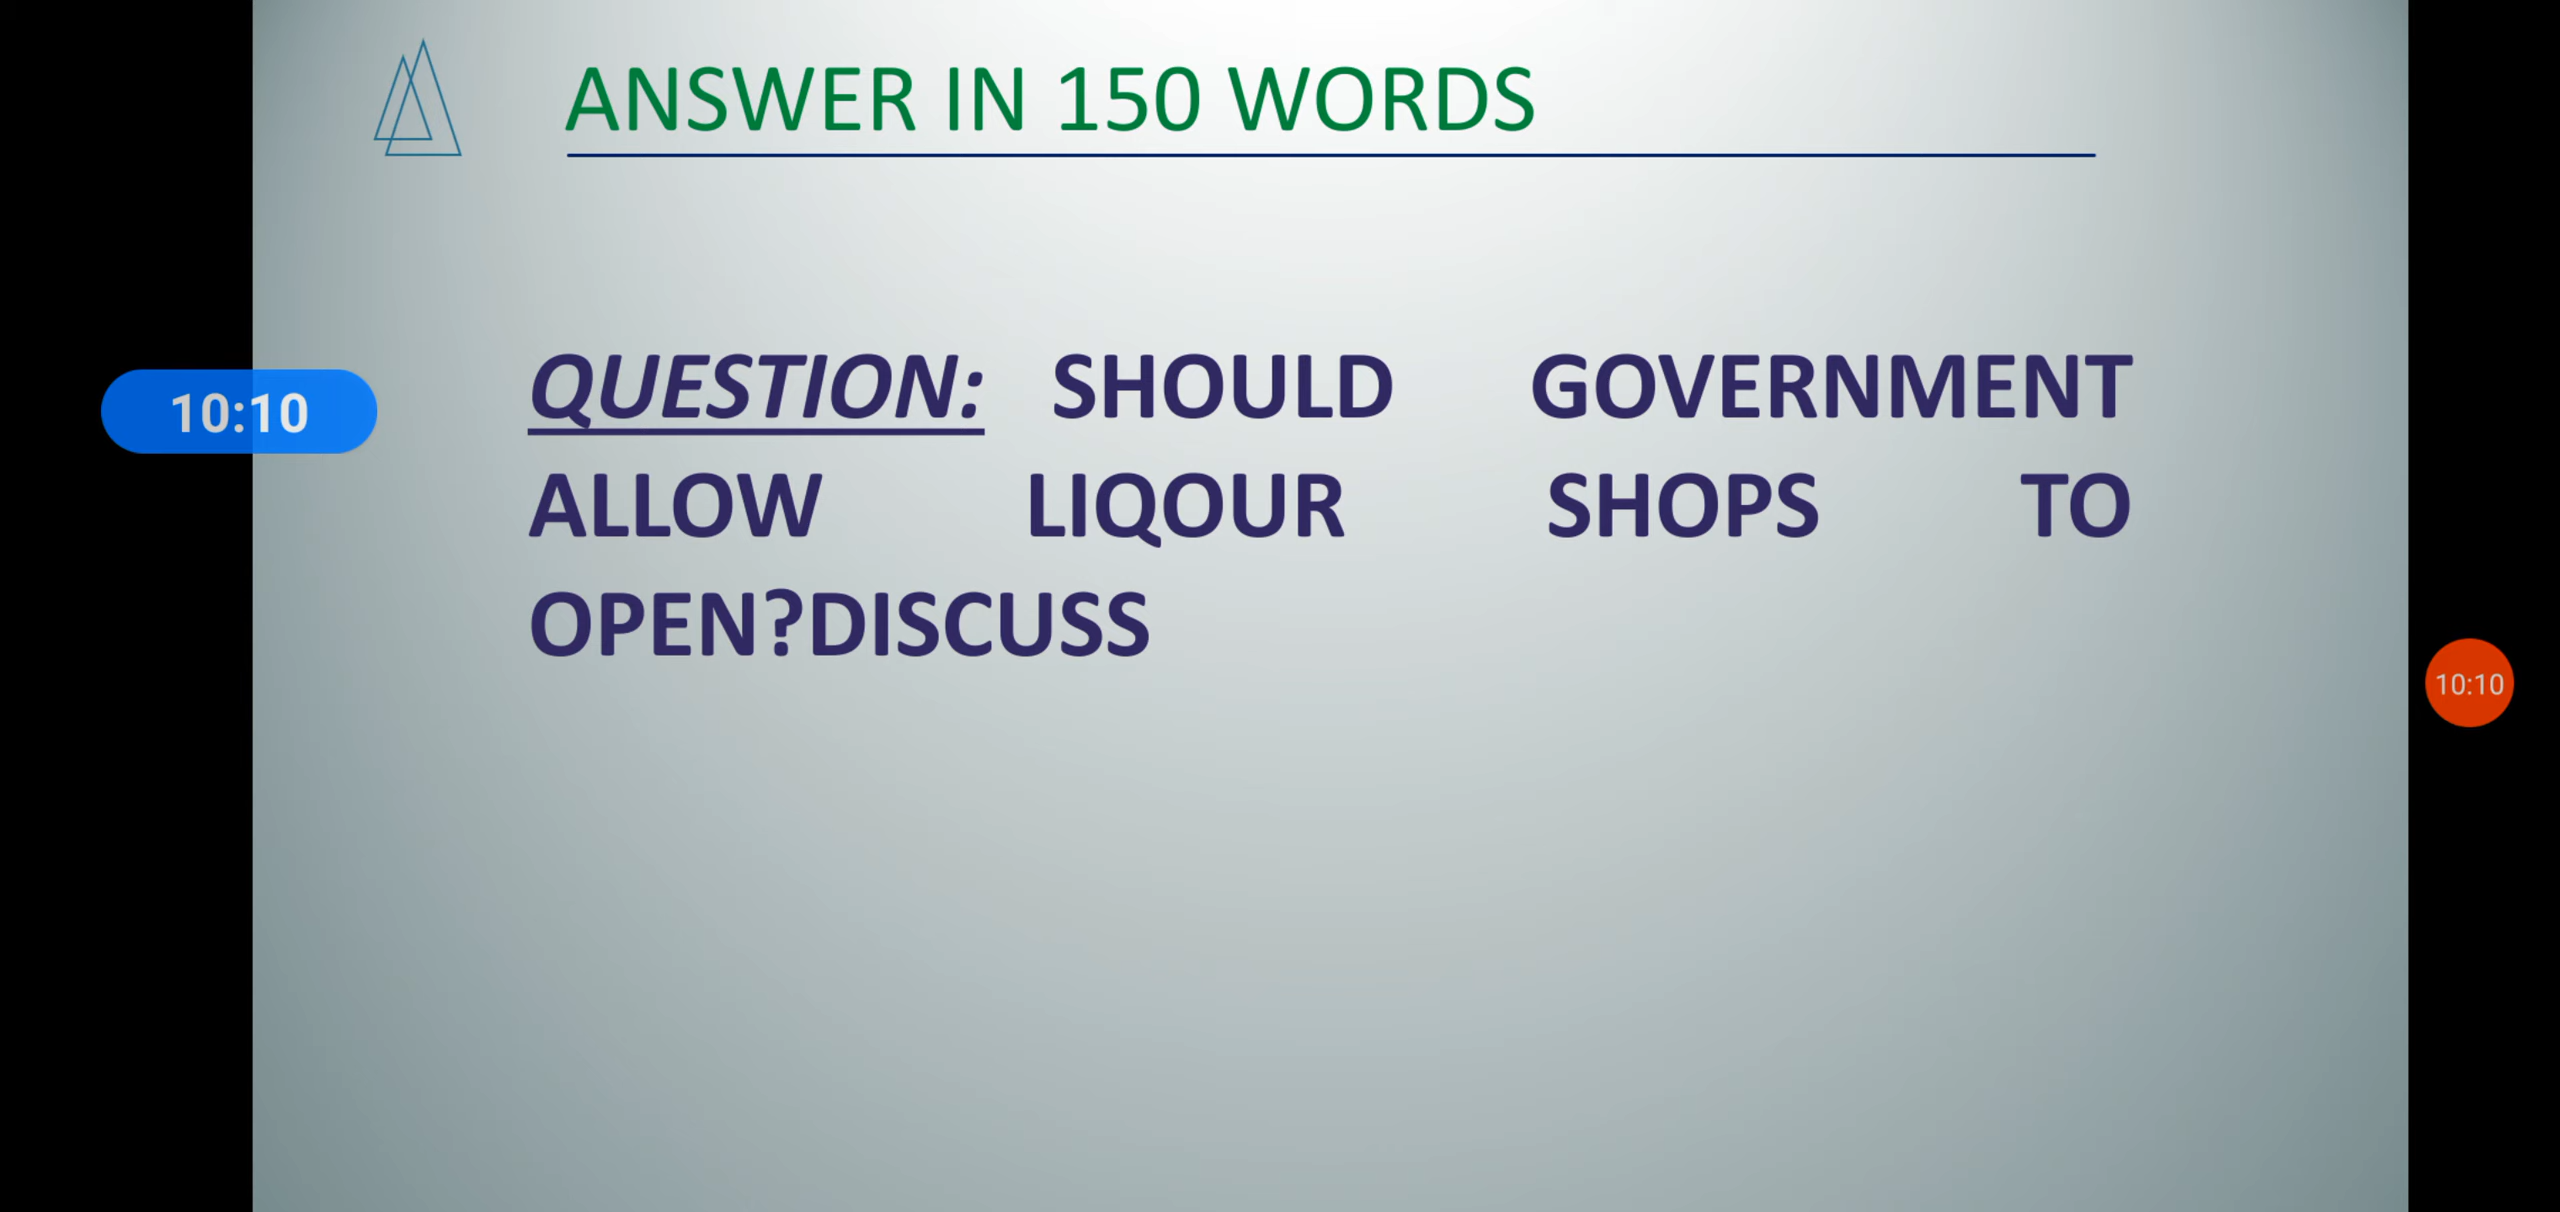 ANSWER IN 150 WORDS
10:10
QUESTION: SHOULD GOVERNMENT
ALLOW LIQOUR SHOPS TO
OPEN?DISCUSS
10:10